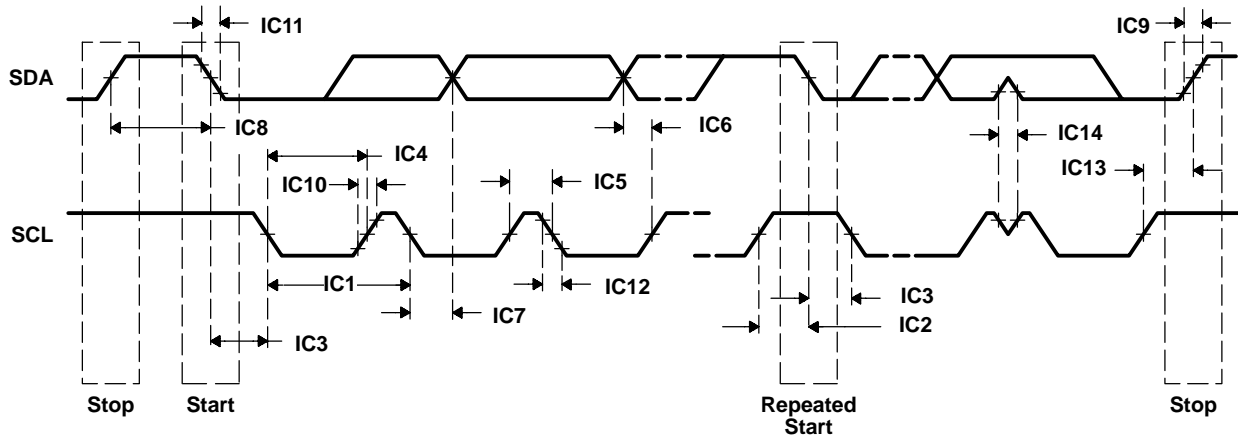 IC11
IC9
SDA
IC8
IC6
IC14
IC4
IC10
IC5
IC13
SCL
IC1
IC12
IC7
IC3
IC3
IC2
Stop
Start
Repeated
Start
Stop